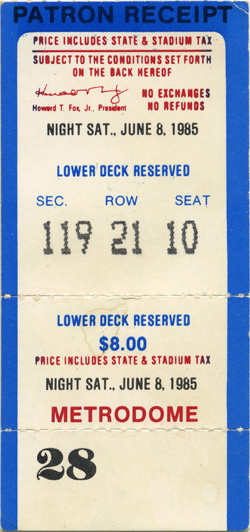 PATRON RECEIPT
PRICE INCLUDES STATE & STADIUM TAX
SUBJECT TO THE CONDITIONS SET FORTH
ON THE BACK HEREOF
NO EXCHANGES
Howard T. Fox, Jr., President NO REFUNDS
NIGHT SAT., JUNE 8, 1985
LOWER DECK RESERVED
SEC. ROW SEAT
119 21 10
LOWER DECK RESERVED
$8.00
PRICE INCLUDES STATE & STADIUM TAX
NIGHT SAT., JUNE 8, 1985
METRODOME
28